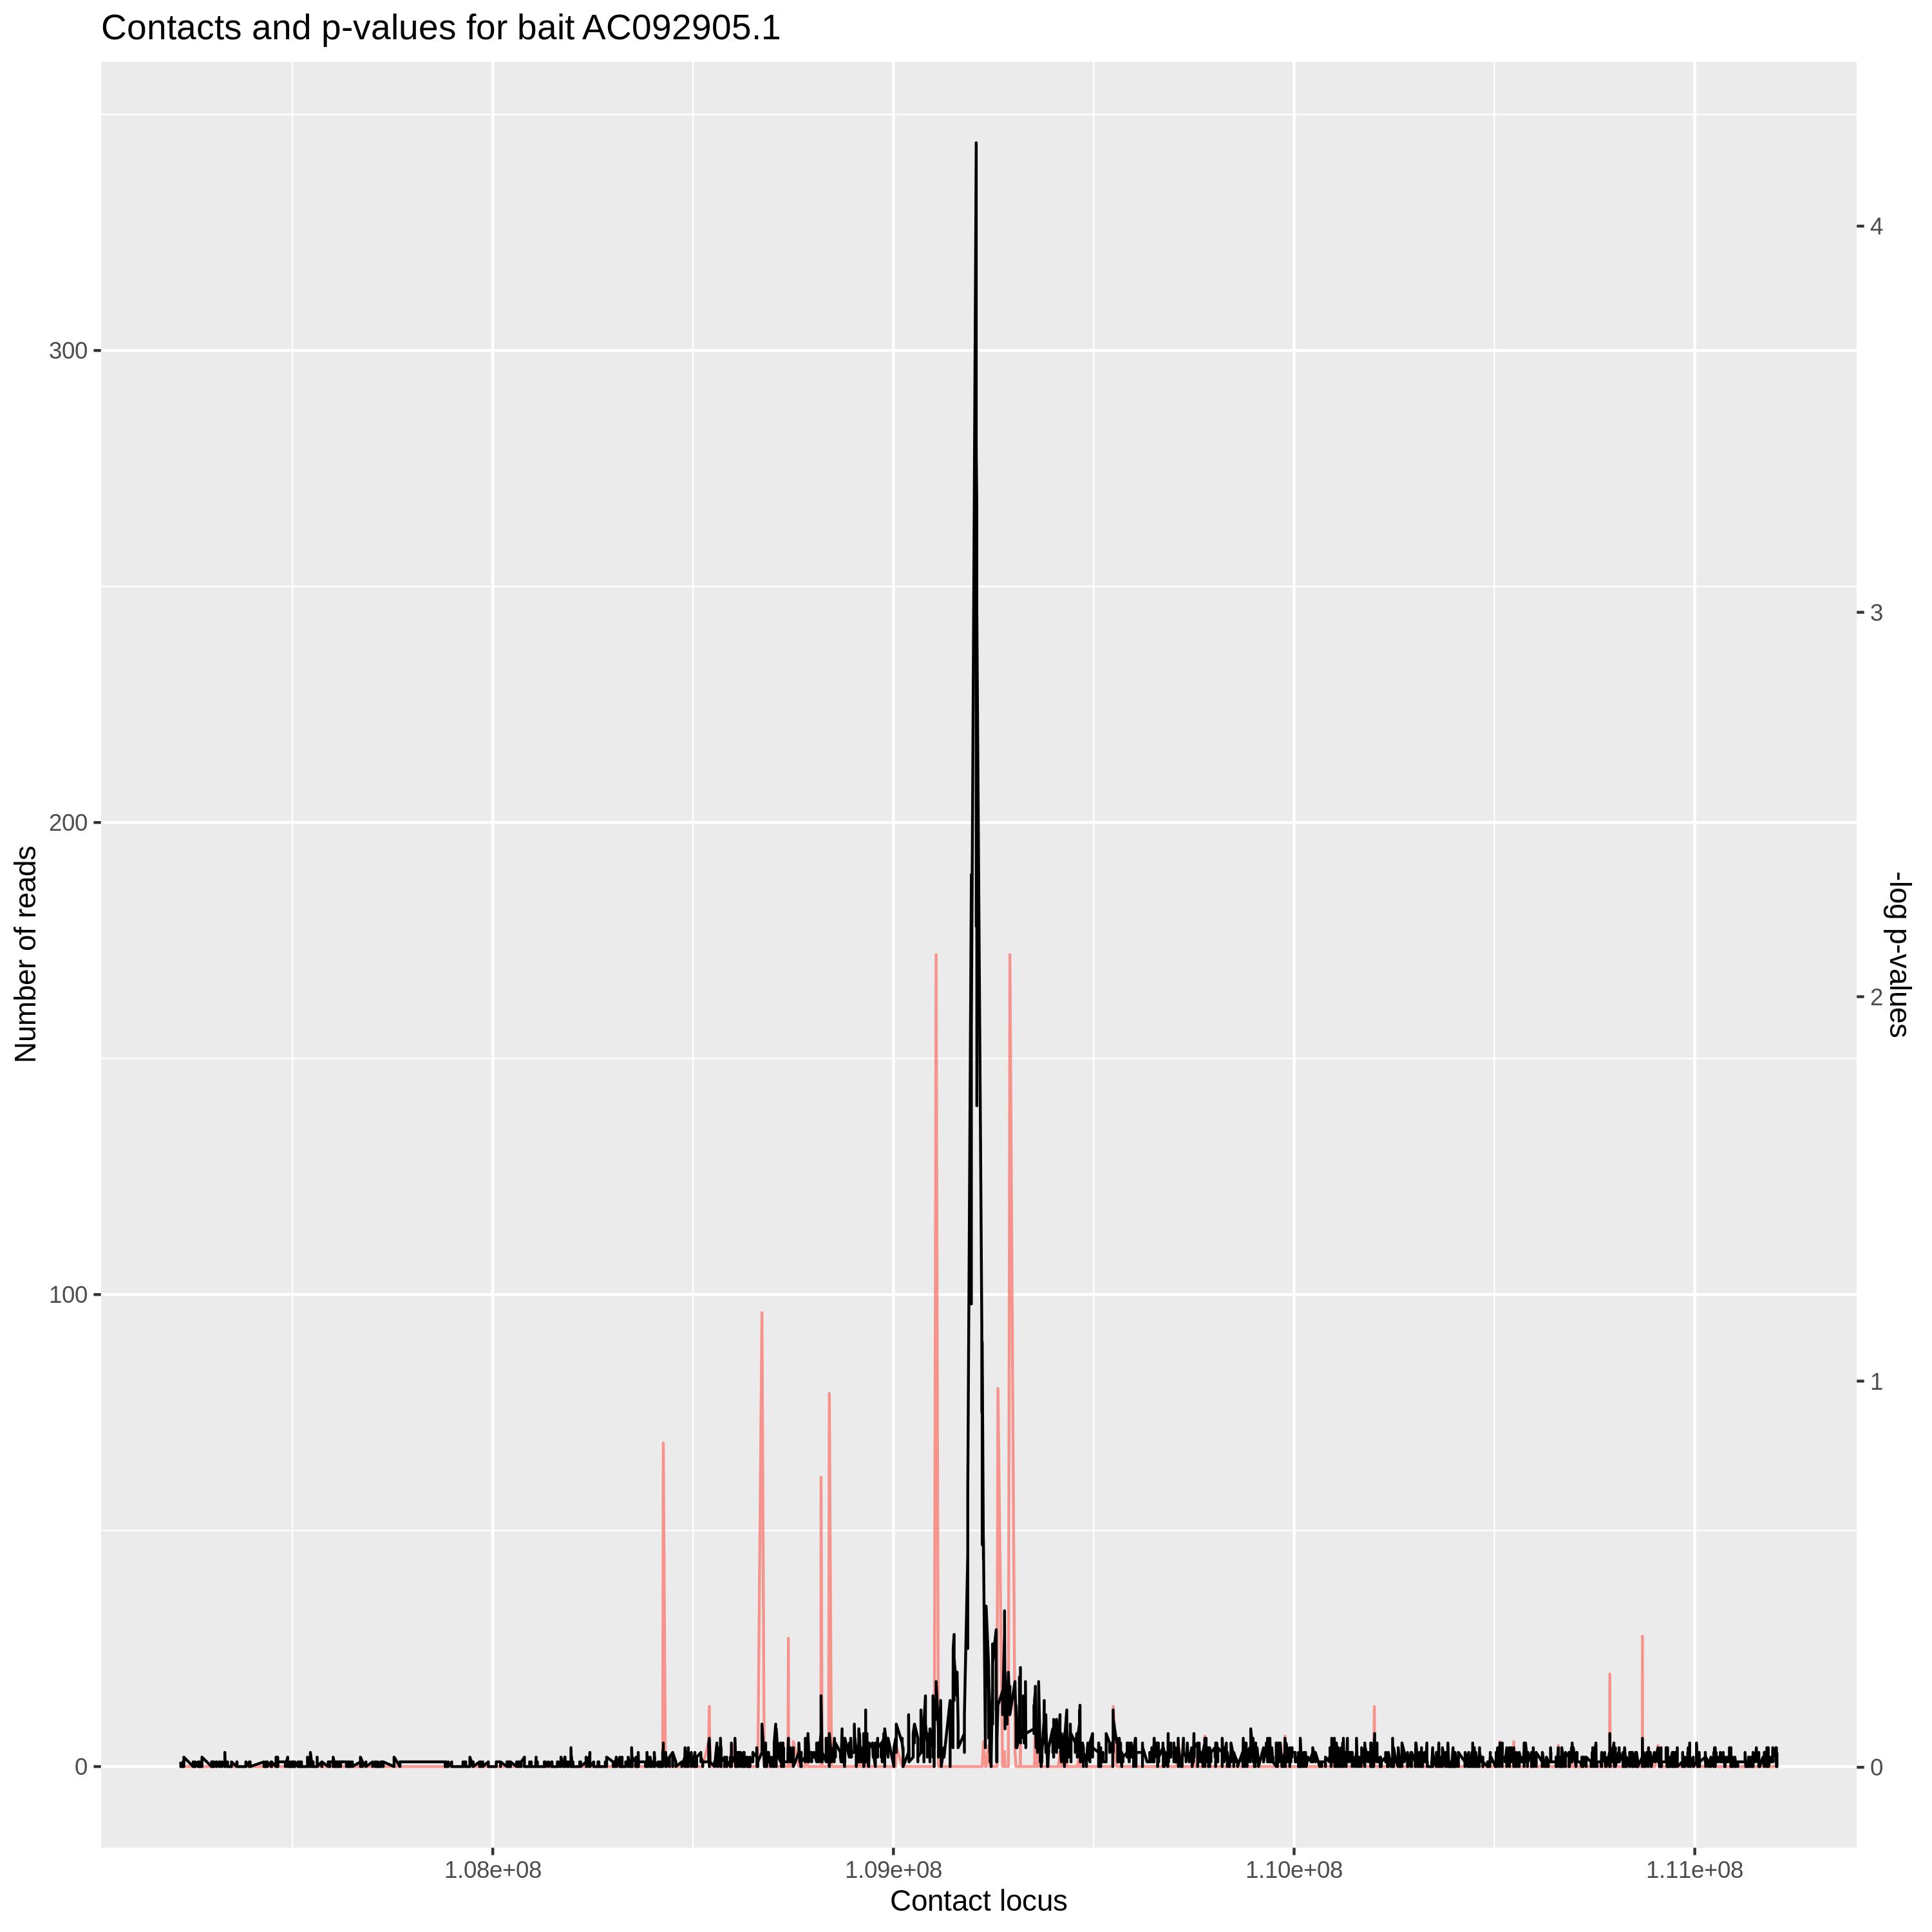 Contacts and p-values for bait AC092905.1
Number of reads
300
200
100
0
4
3
2
1
0
-log p-values
1.08e+08
1.09e+08
1.10e+08
1.11e+08
Contact locus